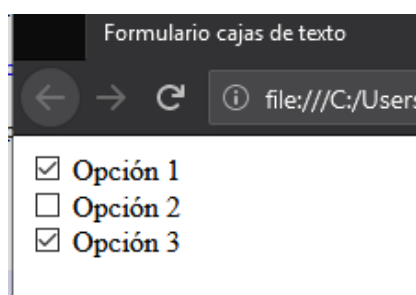 Formulario cajas de texto
file:///C:/Users
Opción 1
Opción 2
Opción 3